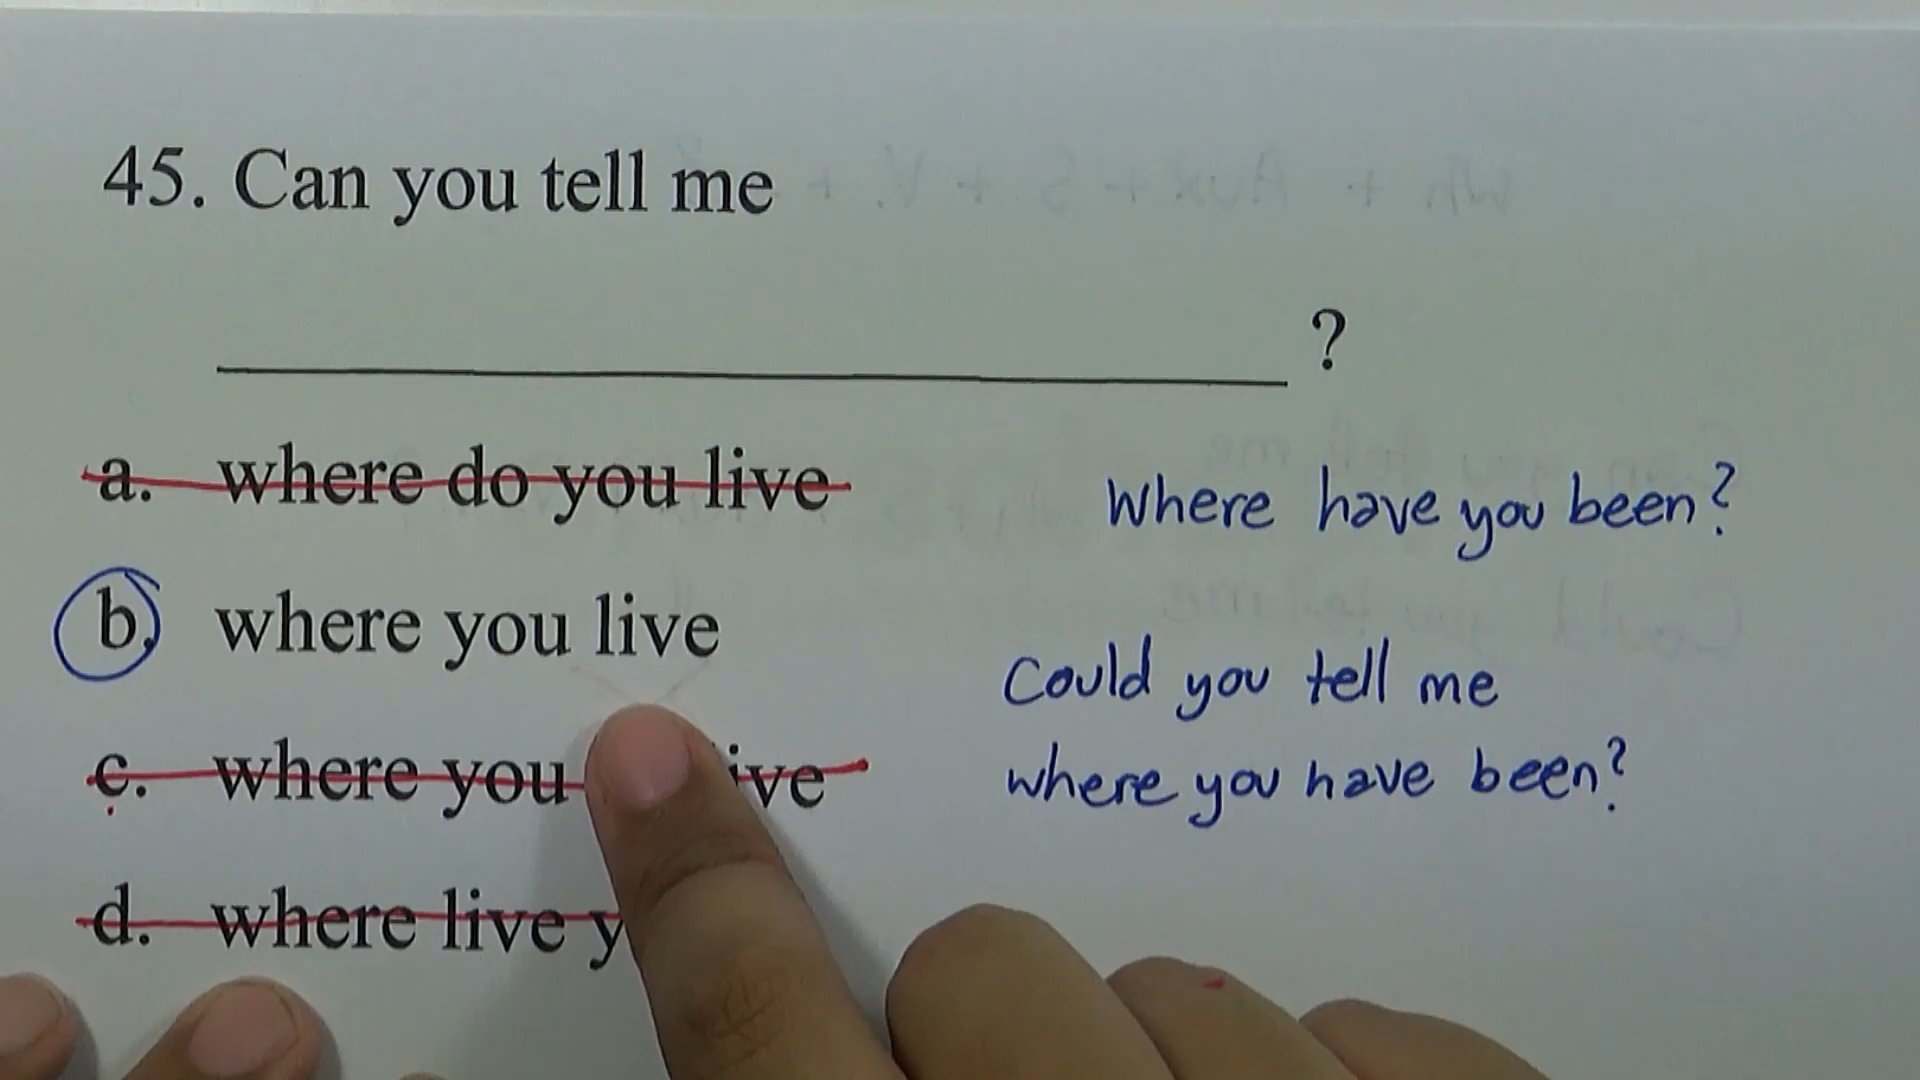 45. Can you tell me
?
a. where do you live
Where have you been?
b. where you live
Could you tell me
c. where you
where you have been?
d. where live